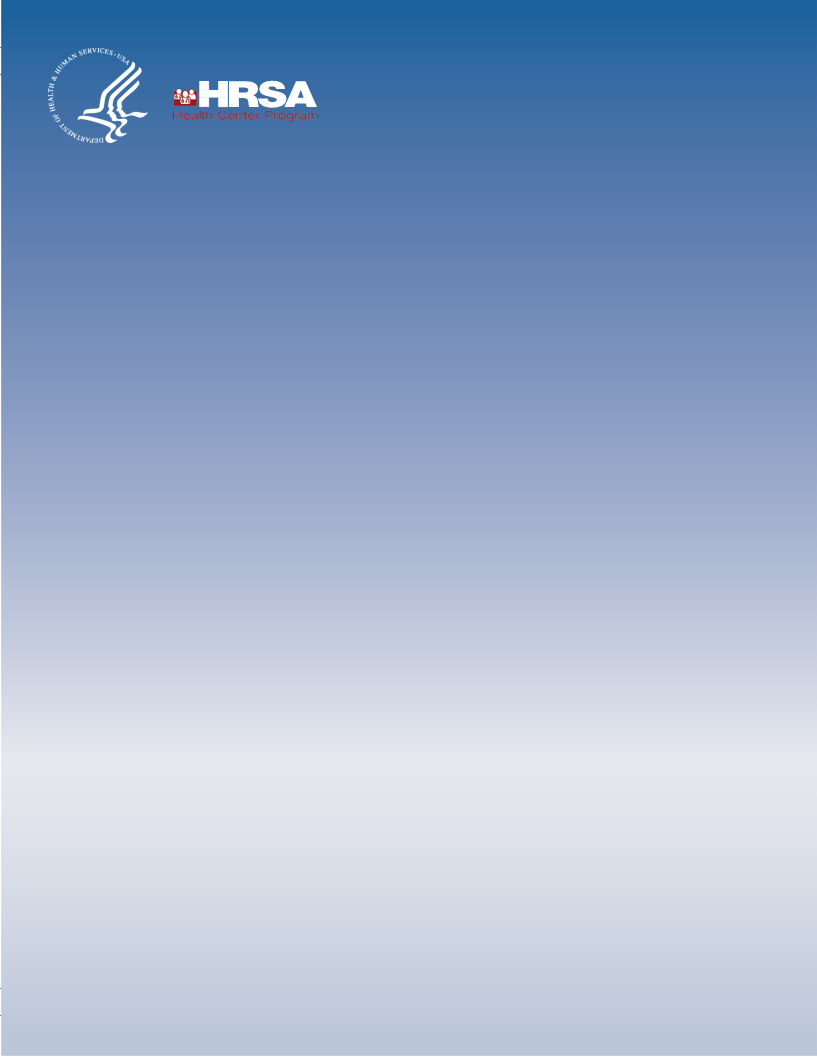 DEPARTMENT OF HEALTH & HUMAN SERVICES · USA
HRSA
Health Center Program